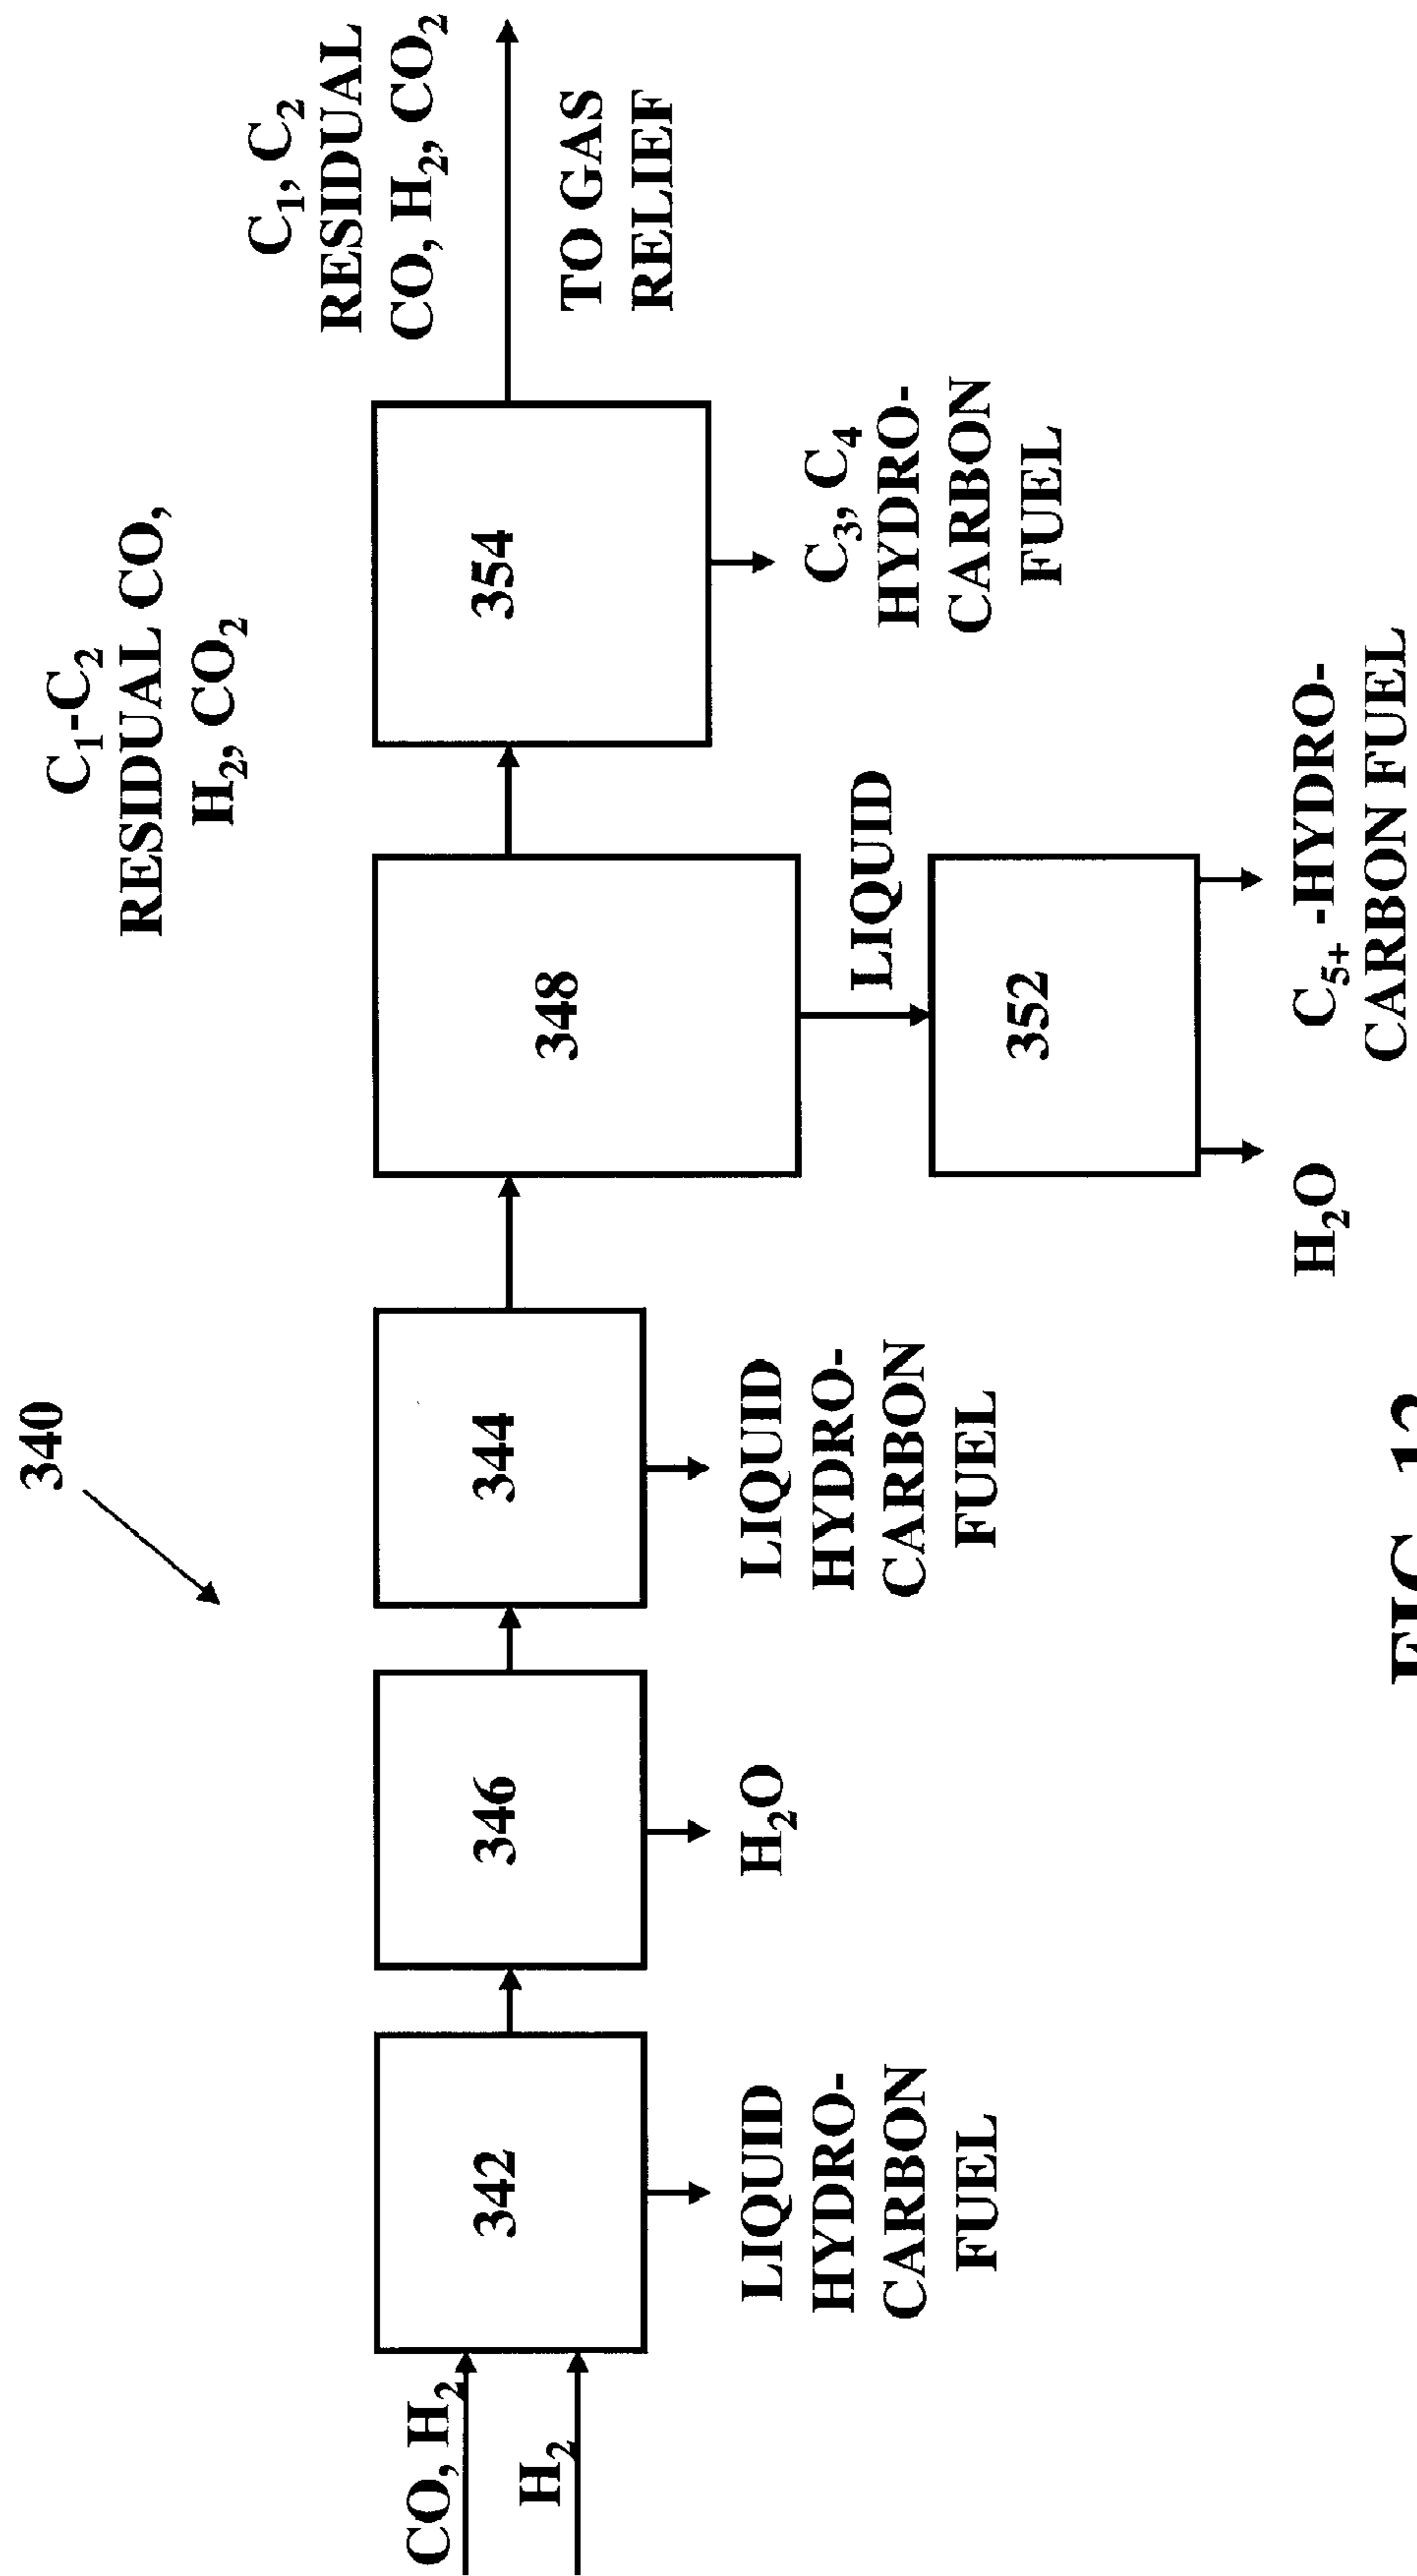 340
C₁-C₂
RESIDUAL CO,
H₂, CO₂
C₁, C₂
RESIDUAL
CO, H₂, CO₂
TO GAS
RELIEF
CO, H₂
H₂
342
346
344
348
354
LIQUID
HYDRO-
CARBON
FUEL
H₂O
LIQUID
HYDRO-
CARBON
FUEL
LIQUID
352
C₃, C₄
HYDRO-
CARBON
FUEL
H₂O
C₅₊ -HYDRO-
CARBON FUEL
FIG.